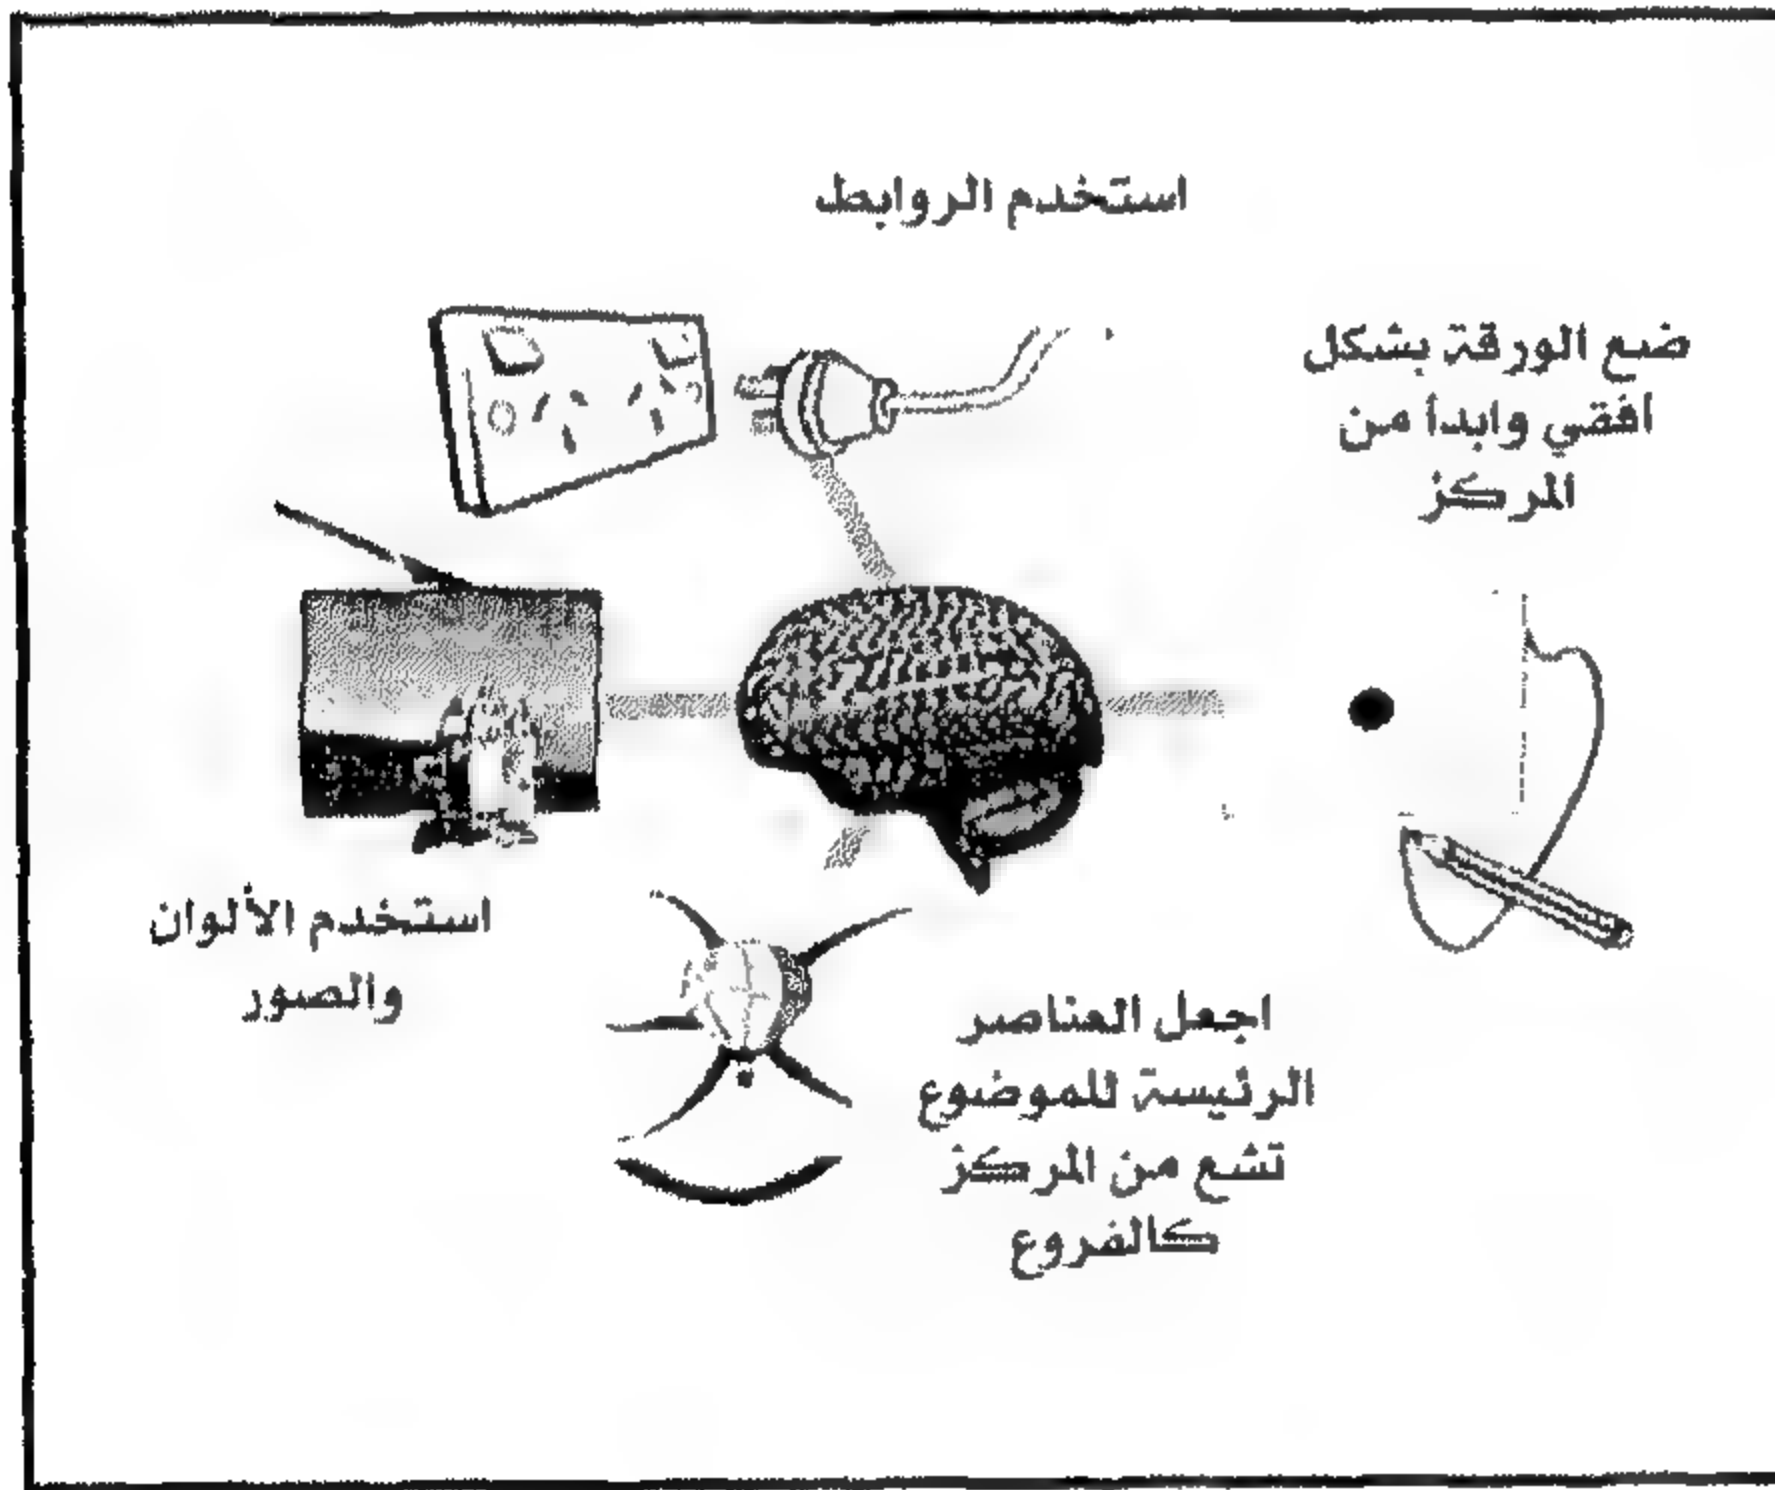 استخدم الروابط
ضع الورقة بشكل
افقي وابدأ من
المركز
استخدم الألوان
والصور
اجعل العناصر
الرئيسة للموضوع
تشع من المركز
كالفروع